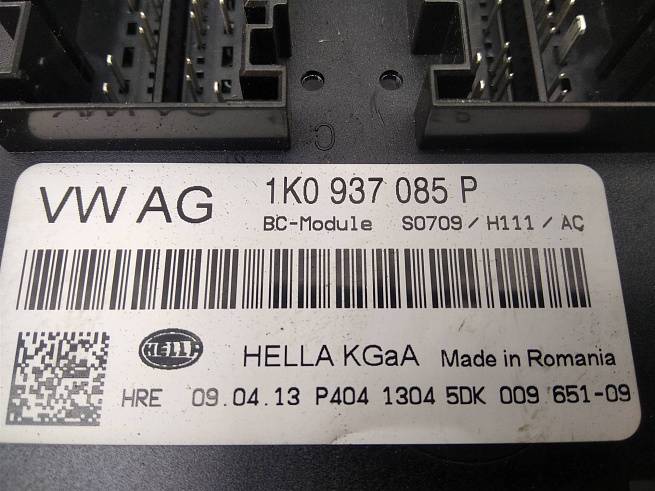 C
VW AG 1K0 937 085 P
BC-Module S0709 / H111 / AC
HELLA HELLA KGaA Made in Romania
HRE 09.04.13 P404 1304 5DK 009 651-09